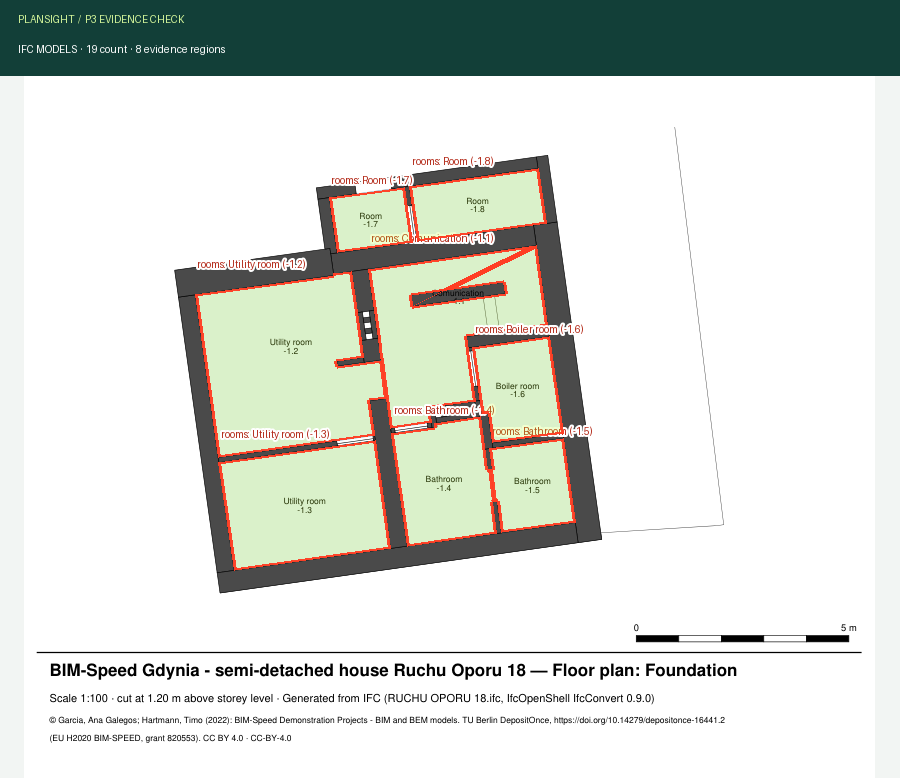 PLANSIGHT / P3 EVIDENCE CHECK
IFC MODELS · 19 count · 8 evidence regions
rooms: Room (-1.8)
rooms: Room (-1.7)
Room
-1.8
Room
-1.7
rooms: Comunication (-1.1)
rooms: Utility room (-1.2)
Comunication
rooms: Boiler room (-1.6)
Utility room
-1.2
Boiler room
-1.6
rooms: Bathroom (-1.4)
rooms: Utility room (-1.3)
rooms: Bathroom (-1.5)
Bathroom
-1.4
Bathroom
-1.5
Utility room
-1.3
0 5 m
BIM-Speed Gdynia - semi-detached house Ruchu Oporu 18 — Floor plan: Foundation
Scale 1:100 · cut at 1.20 m above storey level · Generated from IFC (RUCHU OPORU 18.ifc, IfcOpenShell IfcConvert 0.9.0)
© Garcia, Ana Galegos; Hartmann, Timo (2022): BIM-Speed Demonstration Projects - BIM and BEM models. TU Berlin DepositOnce, https://doi.org/10.14279/depositonce-16441.2
(EU H2020 BIM-SPEED, grant 820553). CC BY 4.0 · CC-BY-4.0